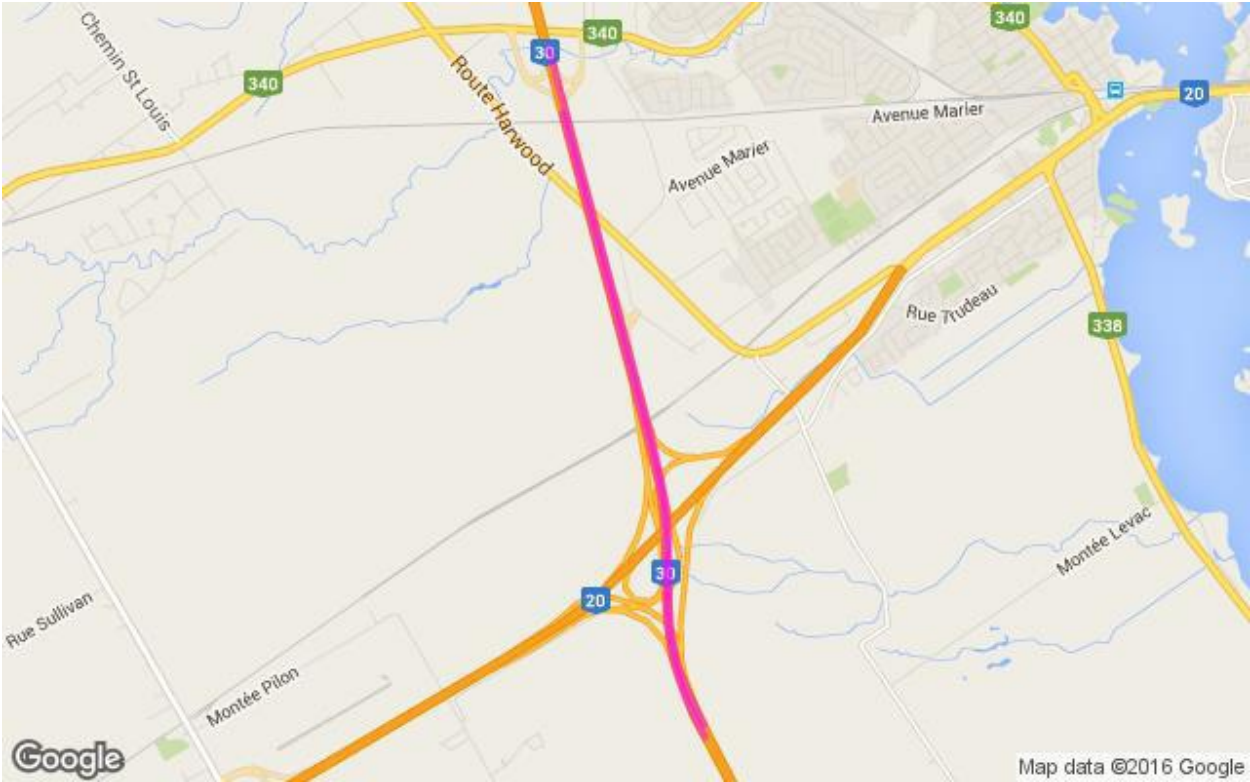 340
340
30
340
20
Chemin St Louis
Route Harwood
Avenue Marier
Avenue Marier
Rue Trudeau
338
Montée Levac
30
20
Rue Sullivan
Montée Pilon
Google
Map data ©2016 Google